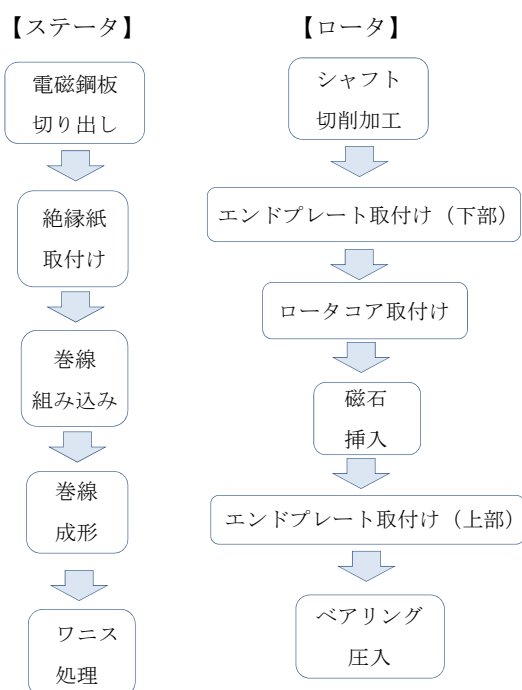 【ステータ】
電磁鋼板
切り出し
絶縁紙
取付け
巻線
組み込み
巻線
成形
ワニス
処理
【ロータ】
シャフト
切削加工
エンドプレート取付け（下部）
ロータコア取付け
磁石
挿入
エンドプレート取付け（上部）
ベアリング
圧入